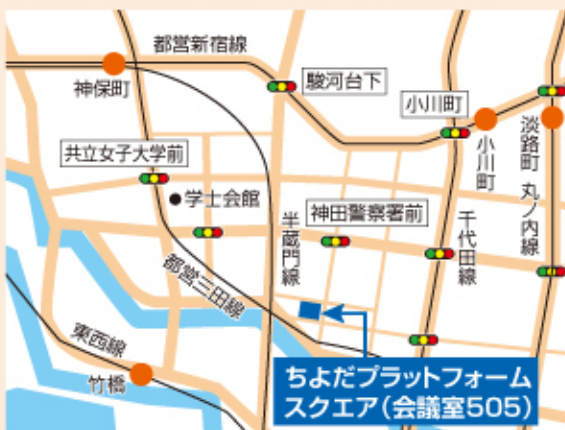 都営新宿線
神保町
駿河台下
小川町
小川町
淡路町 丸ノ内線
共立女子大学前
学士会館
神田警察署前
半蔵門線
千代田線
都営三田線
東西線
竹橋
ちよだプラットフォーム
スクエア(会議室505)